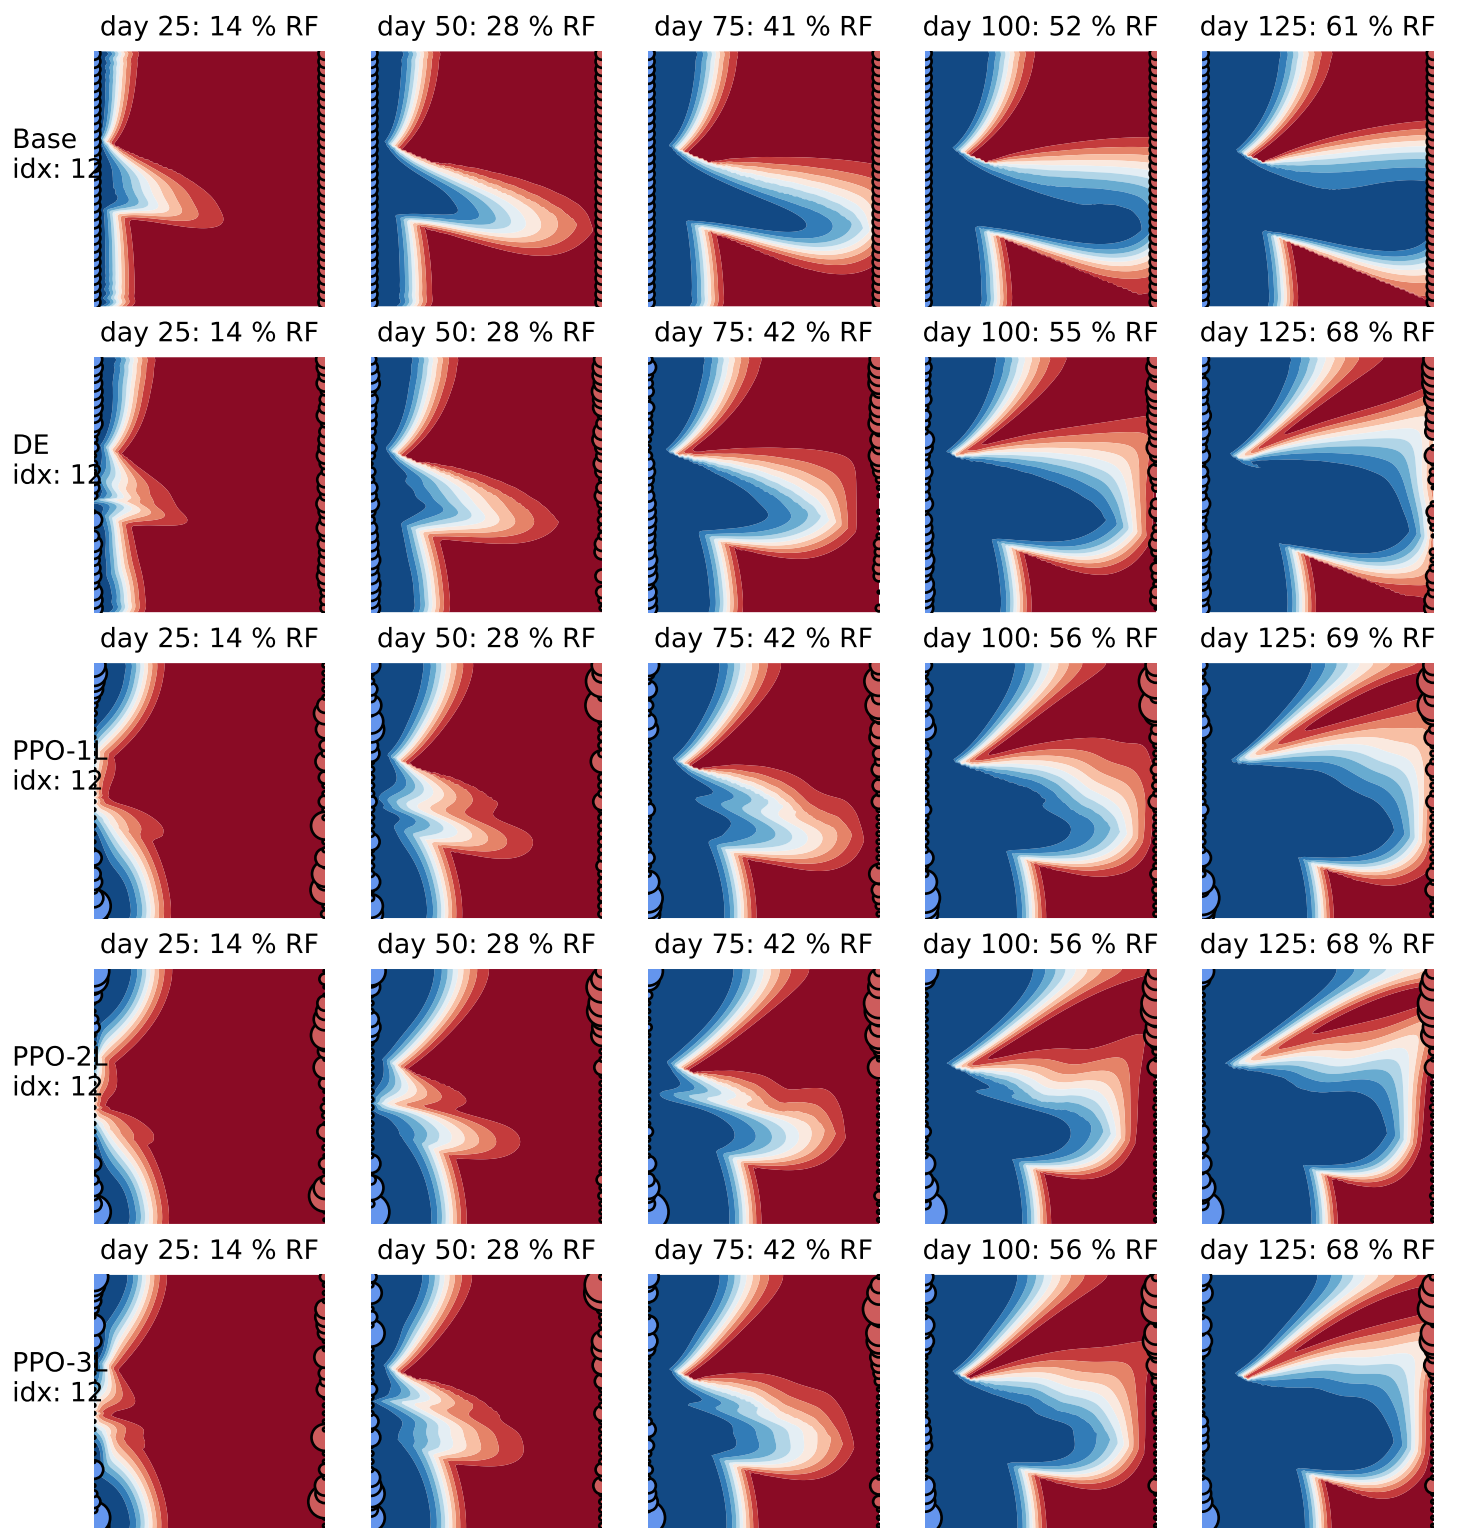 day 25: 14 % RF
day 50: 28 % RF
day 75: 41 % RF
day 100: 52 % RF
day 125: 61 % RF
Base
idx: 12
day 25: 14 % RF
day 50: 28 % RF
day 75: 42 % RF
day 100: 55 % RF
day 125: 68 % RF
DE
idx: 12
day 25: 14 % RF
day 50: 28 % RF
day 75: 42 % RF
day 100: 56 % RF
day 125: 69 % RF
PPO-1L
idx: 12
day 25: 14 % RF
day 50: 28 % RF
day 75: 42 % RF
day 100: 56 % RF
day 125: 68 % RF
PPO-2L
idx: 12
day 25: 14 % RF
day 50: 28 % RF
day 75: 42 % RF
day 100: 56 % RF
day 125: 68 % RF
PPO-3L
idx: 12